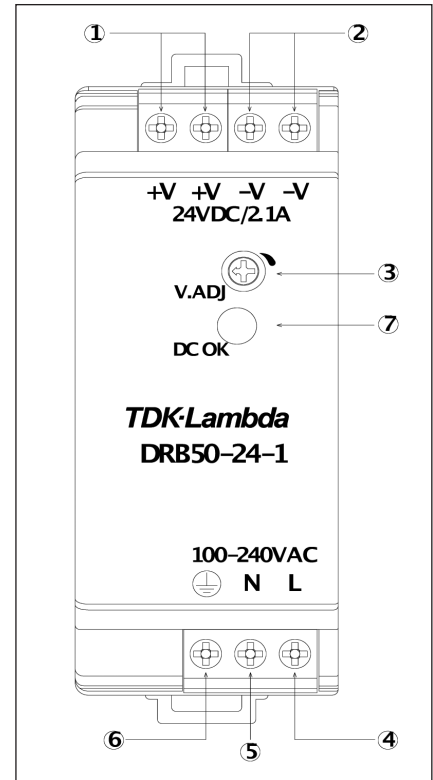 ① ②
+V +V –V –V
24VDC/2.1A
③
V.ADJ
⑦
DC OK
TDK·Lambda
DRB50–24–1
100–240VAC
N L
⑥ ⑤ ④